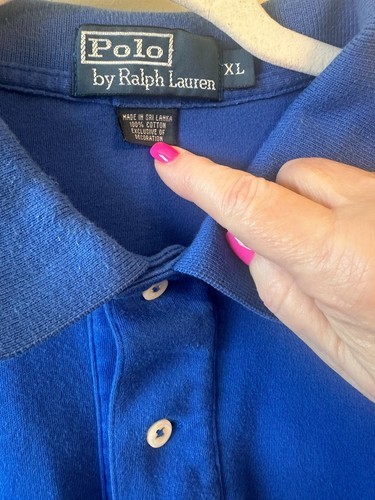 Polo
by Ralph Lauren
XL
MADE IN SRI LANKA
100% COTTON
EXCLUSIVE OF
DECORATION